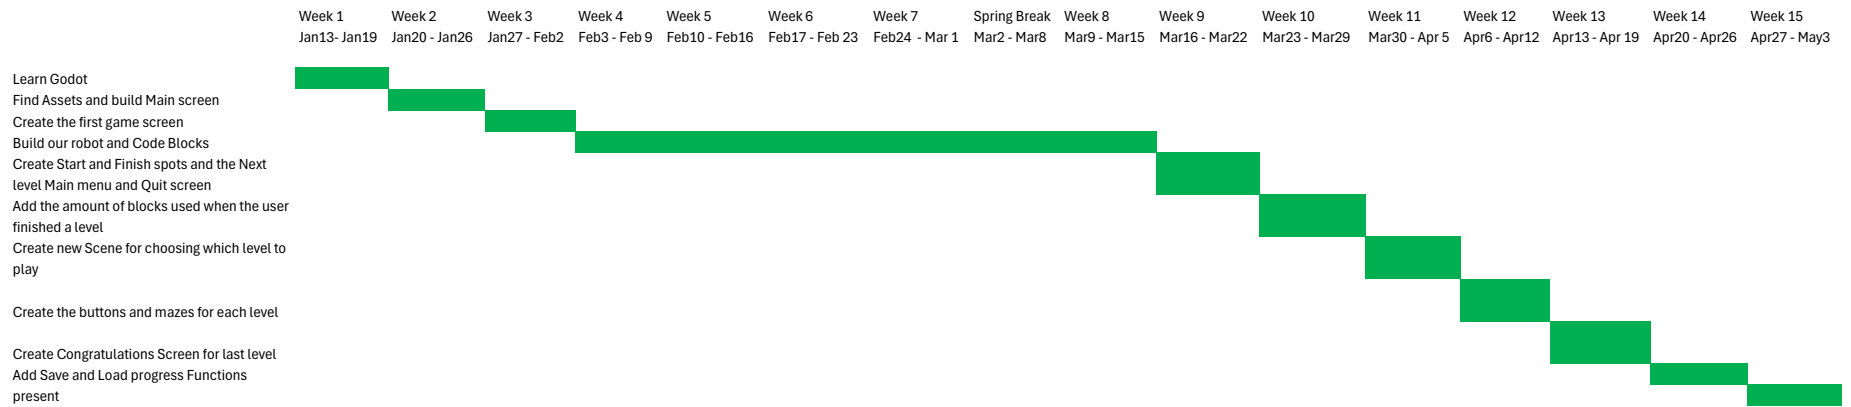 Week 1 Week 2 Week 3 Week 4 Week 5 Week 6 Week 7 Spring Break Week 8 Week 9 Week 10 Week 11 Week 12 Week 13 Week 14 Week 15
Jan13- Jan19 Jan20 - Jan26 Jan27 - Feb2 Feb3 - Feb 9 Feb10 - Feb16 Feb17 - Feb 23 Feb24 - Mar 1 Mar2 - Mar8 Mar9 - Mar15 Mar16 - Mar22 Mar23 - Mar29 Mar30 - Apr 5 Apr6 - Apr12 Apr13 - Apr 19 Apr20 - Apr26 Apr27 - May3
Learn Godot
Find Assets and build Main screen
Create the first game screen
Build our robot and Code Blocks
Create Start and Finish spots and the Next
level Main menu and Quit screen
Add the amount of blocks used when the user
finished a level
Create new Scene for choosing which level to
play
Create the buttons and mazes for each level
Create Congratulations Screen for last level
Add Save and Load progress Functions
present